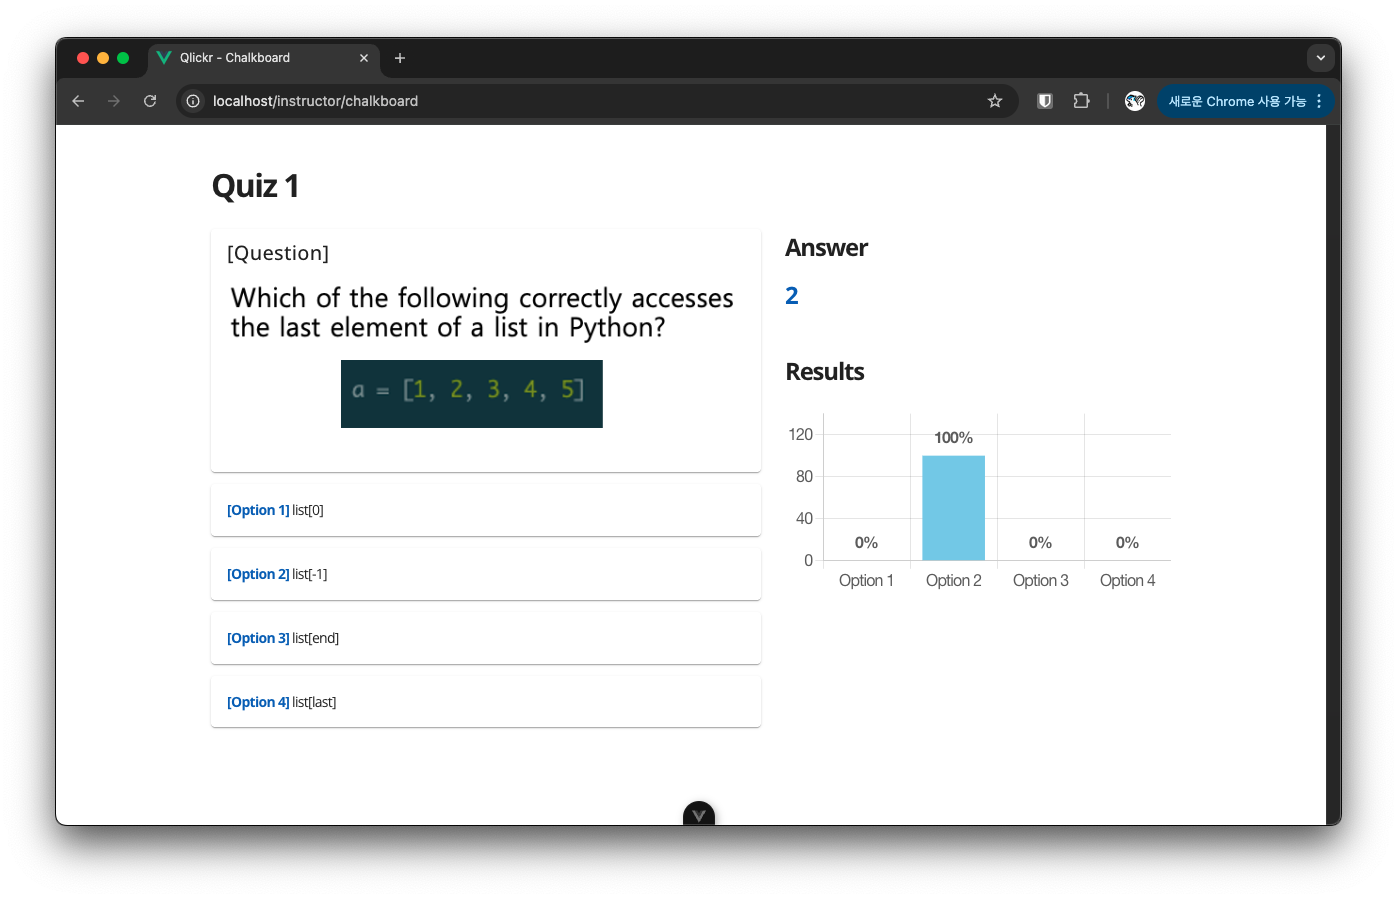 Qlickr - Chalkboard
localhost/instructor/chalkboard
새로운 Chrome 사용 가능
Quiz 1
[Question]
Which of the following correctly accesses
the last element of a list in Python?
a = [1, 2, 3, 4, 5]
[Option 1] list[0]
[Option 2] list[-1]
[Option 3] list[end]
[Option 4] list[last]
Answer
2
Results
120
80
40
0
0%
100%
0%
0%
Option 1
Option 2
Option 3
Option 4